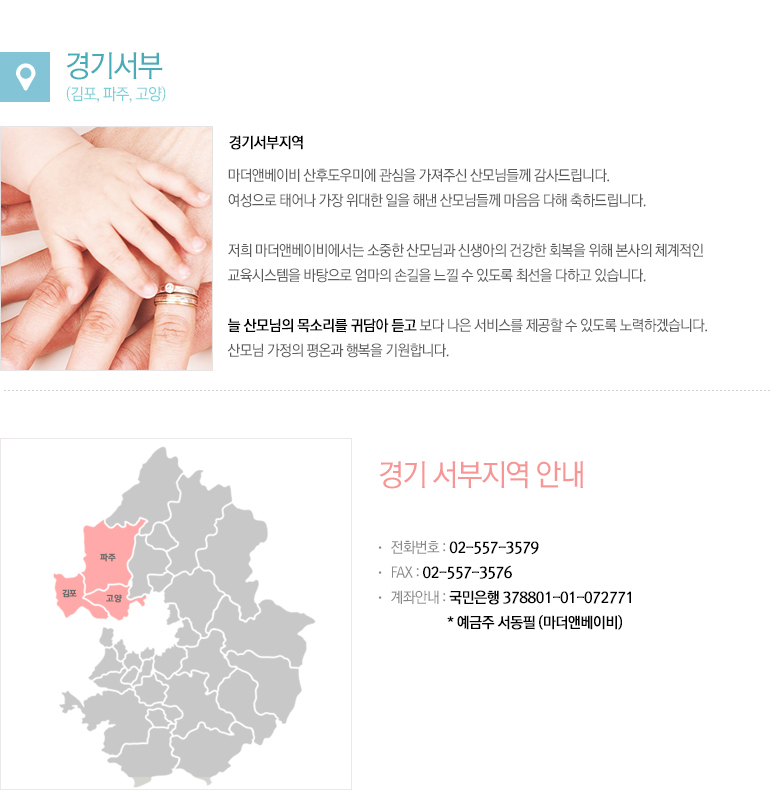 경기서부
(김포, 파주, 고양)
경기서부지역
마더앤베이비 산후도우미에 관심을 가져주신 산모님들께 감사드립니다.
여성으로 태어나 가장 위대한 일을 해낸 산모님들께 마음음 다해 축하드립니다.
저희 마더앤베이비에서는 소중한 산모님과 신생아의 건강한 회복을 위해 본사의 체계적인
교육시스템을 바탕으로 엄마의 손길을 느낄 수 있도록 최선을 다하고 있습니다.
늘 산모님의 목소리를 귀담아 듣고 보다 나은 서비스를 제공할 수 있도록 노력하겠습니다.
산모님 가정의 평온과 행복을 기원합니다.
파주
김포
고양
경기 서부지역 안내
· 전화번호 : 02-557-3579
· FAX : 02-557-3576
· 계좌안내 : 국민은행 378801-01-072771
* 예금주 서동필 (마더앤베이비)